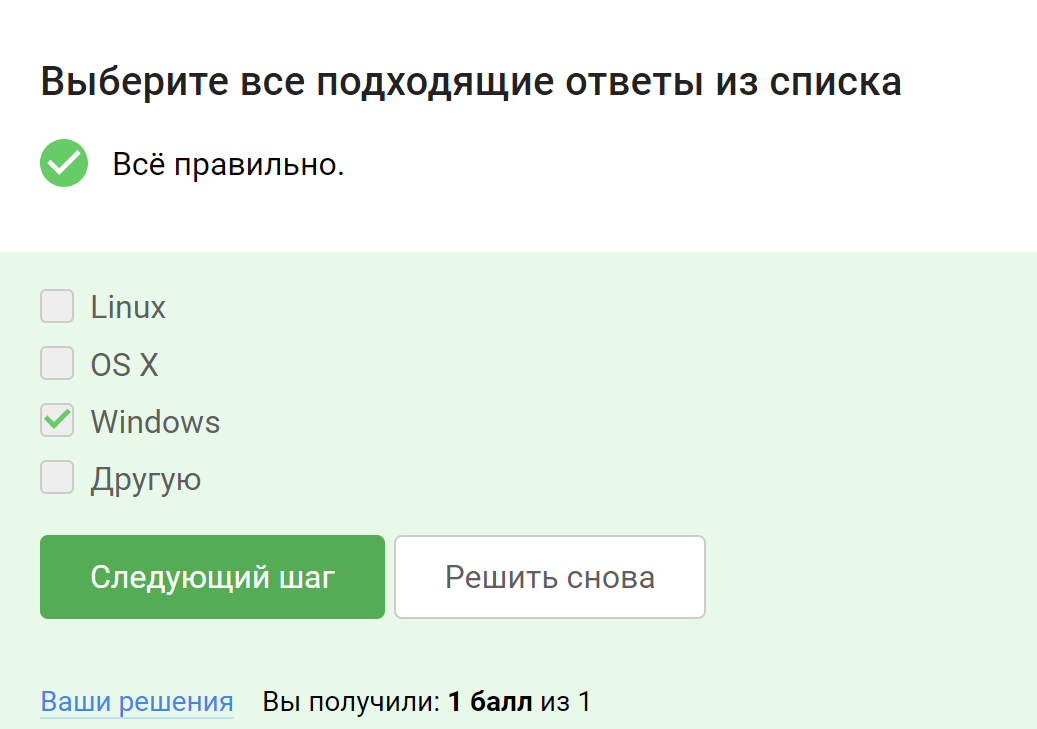 Выберите все подходящие ответы из списка
Всё правильно.
Linux
OS X
Windows
Другую
Следующий шаг
Решить снова
Ваши решения Вы получили: 1 балл из 1